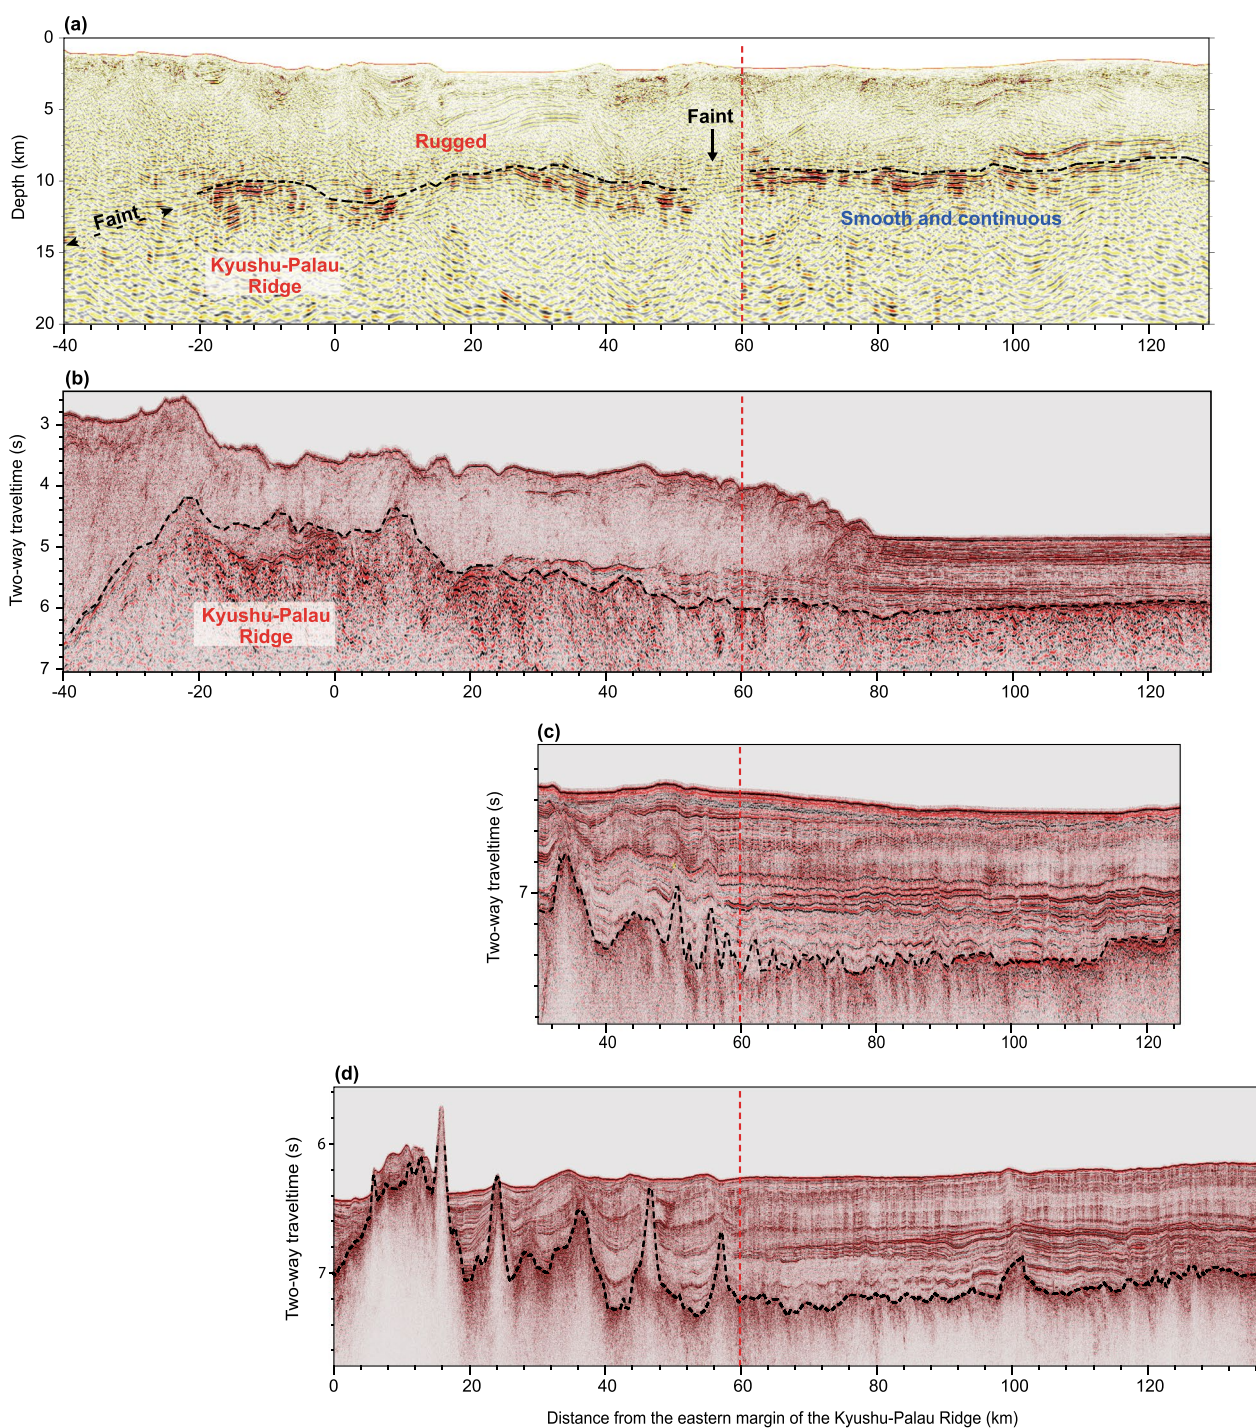 (a)
0
5
10
15
20
Depth (km)
Rugged
Faint
Faint
Smooth and continuous
Kyushu-Palau
Ridge
-40 -20 0 20 40 60 80 100 120
(b)
3
4
5
6
7
Two-way traveltime (s)
Kyushu-Palau
Ridge
-40 -20 0 20 40 60 80 100 120
(c)
7
Two-way traveltime (s)
40 60 80 100 120
(d)
6
7
Two-way traveltime (s)
0 20 40 60 80 100 120
Distance from the eastern margin of the Kyushu-Palau Ridge (km)